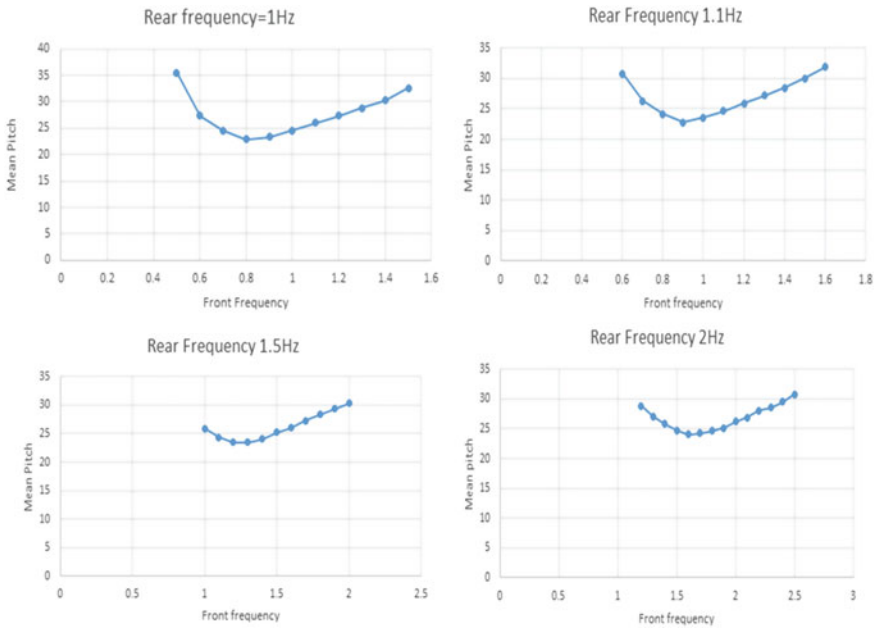 Rear frequency=1Hz
40
35
30
25
20
15
10
5
0
Mean Pitch
0 0.2 0.4 0.6 0.8 1 1.2 1.4 1.6
Front Frequency
Rear Frequency 1.1Hz
35
30
25
20
15
10
5
0
Mean Pitch
0 0.2 0.4 0.6 0.8 1 1.2 1.4 1.6 1.8
Front frequency
Rear Frequency 1.5Hz
35
30
25
20
15
10
5
0
Mean Pitch
0 0.5 1 1.5 2 2.5
Front frequency
Rear Frequency 2Hz
35
30
25
20
15
10
5
0
Mean pitch
0 0.5 1 1.5 2 2.5 3
Front frequency